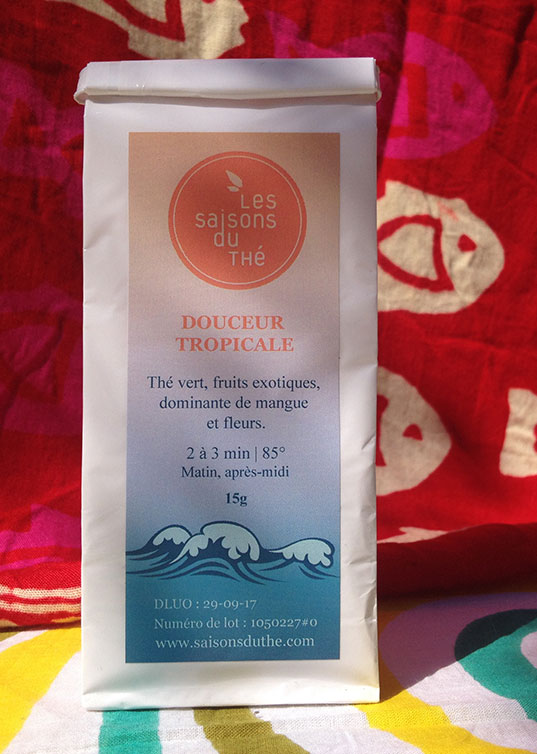 Les
saisons
du
Thé
DOUCEUR
TROPICALE
Thé vert, fruits exotiques,
dominante de mangue
et fleurs.
2 à 3 min | 85°
Matin, après-midi
15g
DLUO : 29-09-17
Numéro de lot : 1050227#0
www.saisonsduthe.com